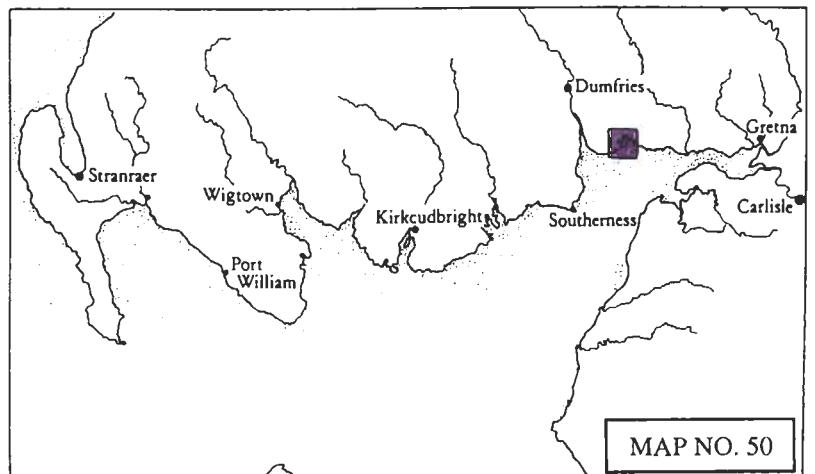 Dumfries
Gretna
Stranraer
Wigtown
Kirkcudbright
Southerness
Carlisle
Port
William
MAP NO. 50